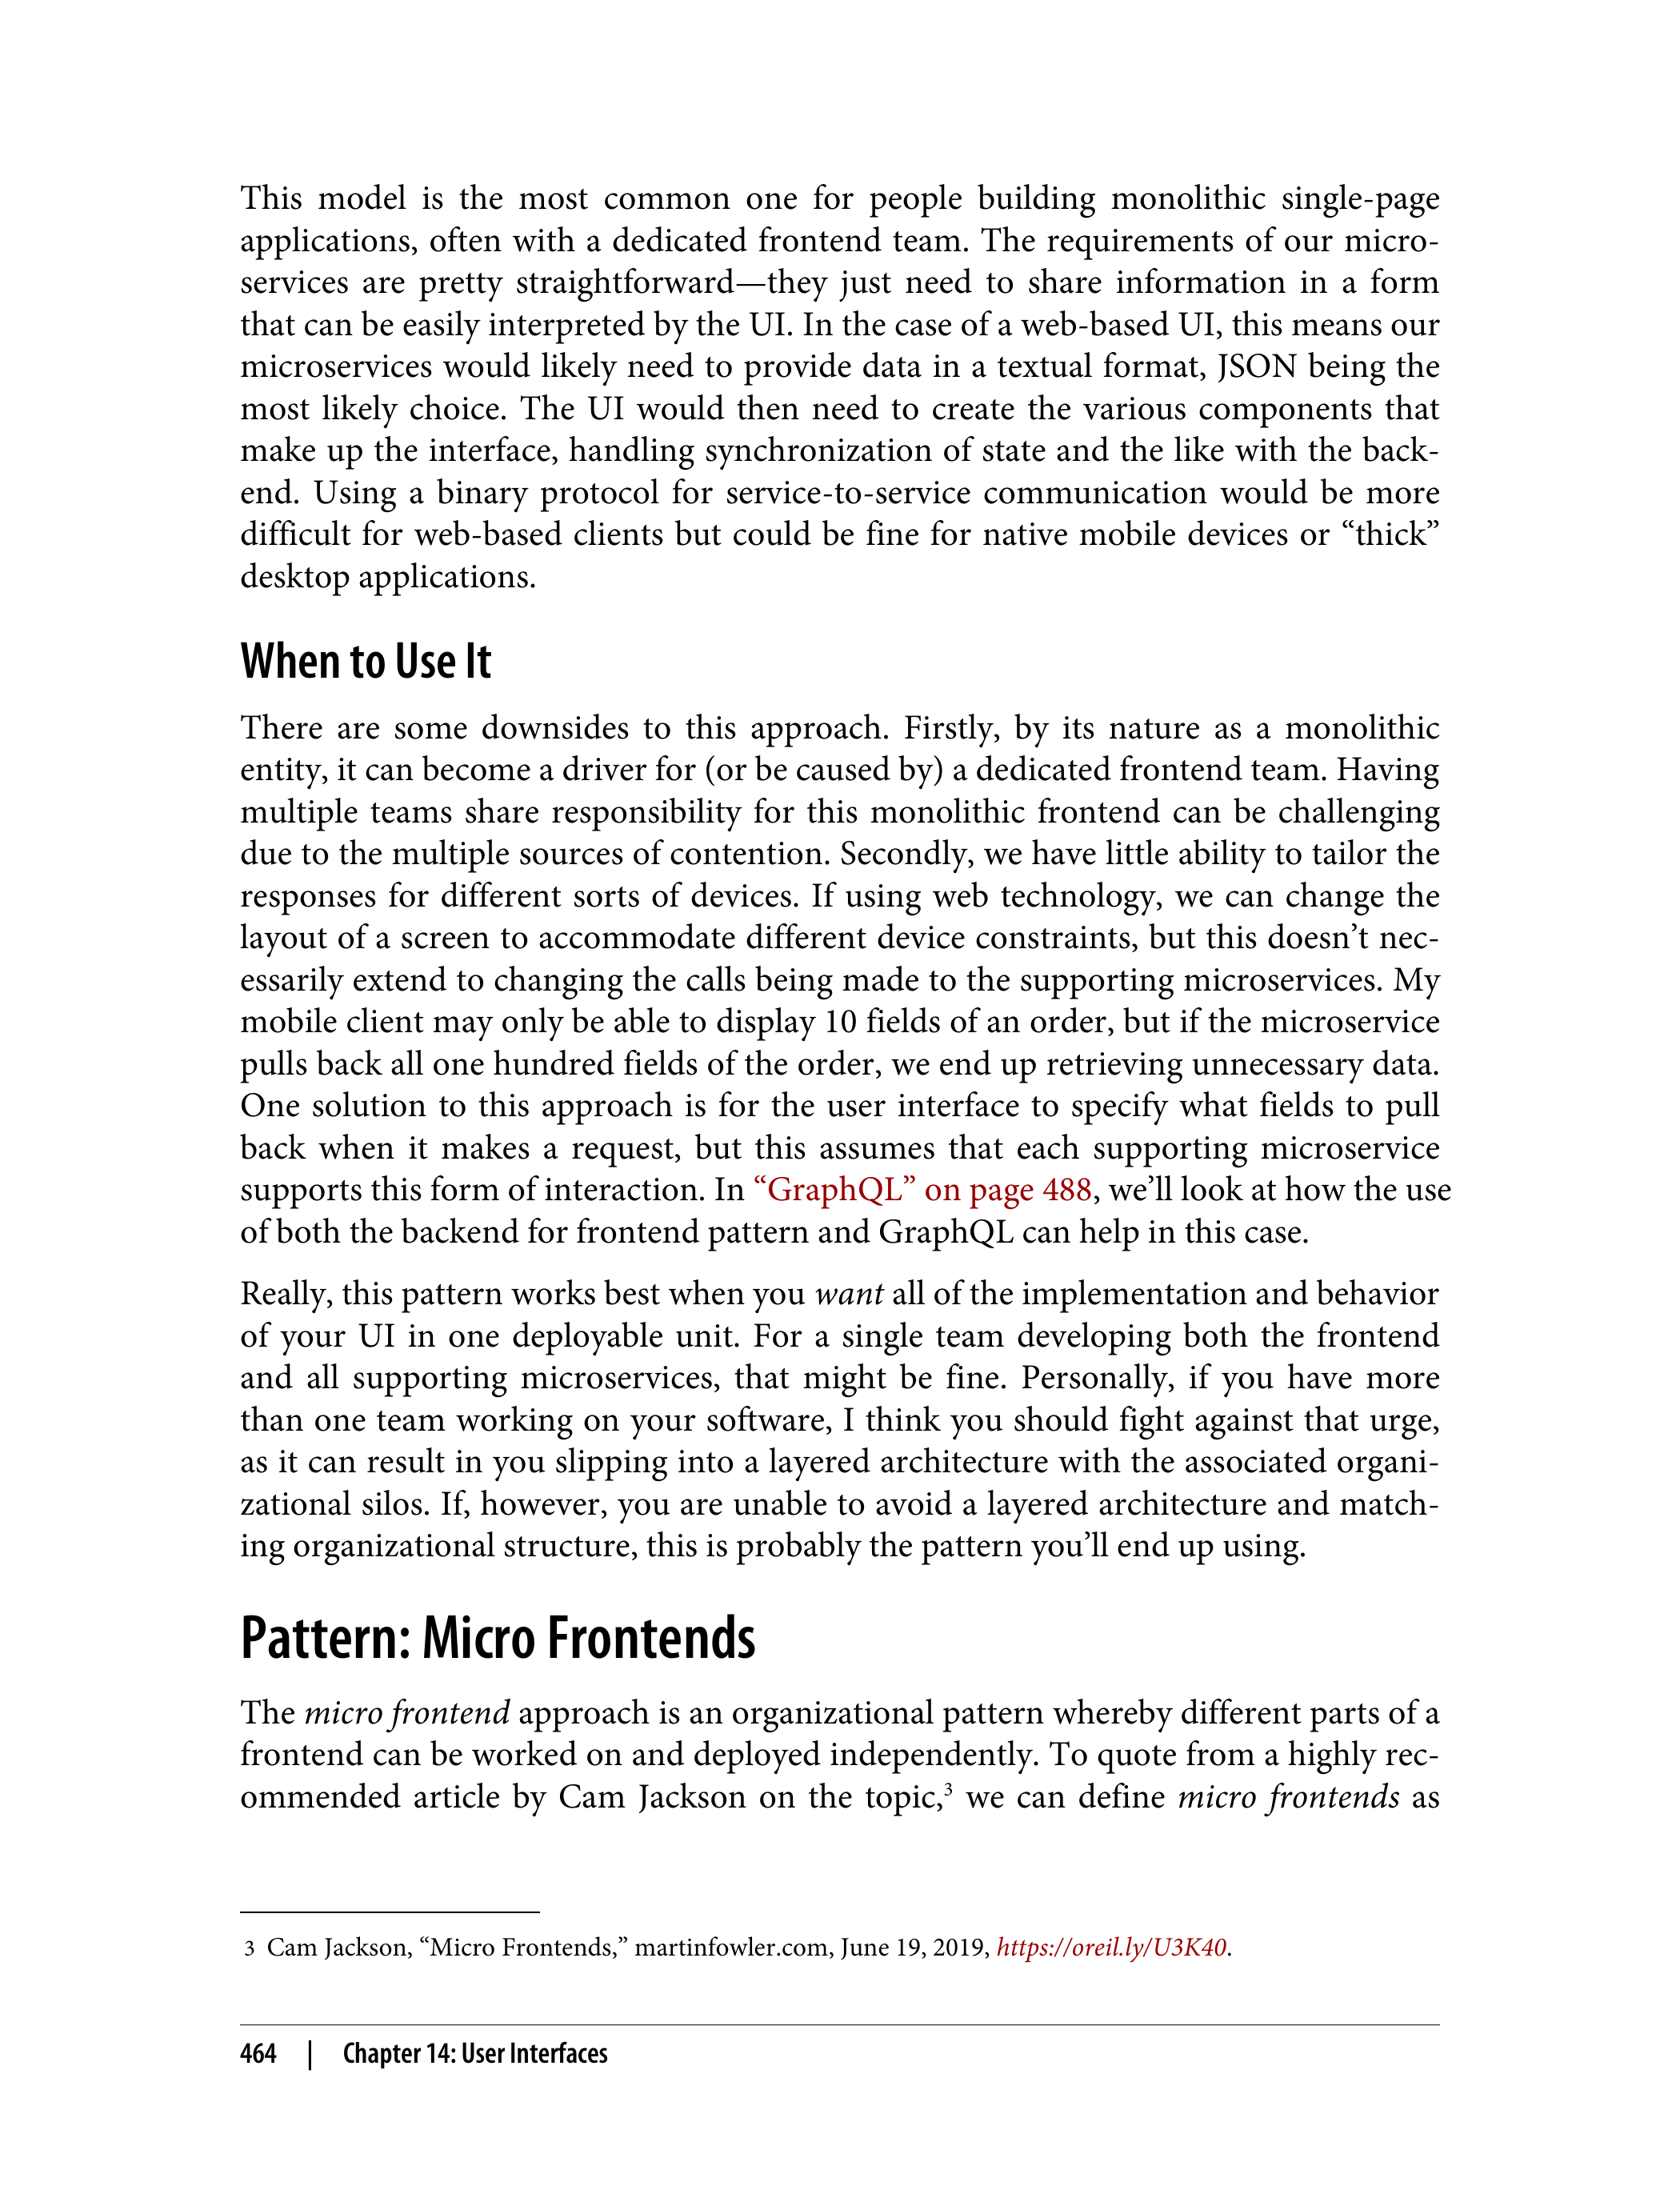 This model is the most common one for people building monolithic single-page
applications, often with a dedicated frontend team. The requirements of our micro-
services are pretty straightforward—they just need to share information in a form
that can be easily interpreted by the UI. In the case of a web-based UI, this means our
microservices would likely need to provide data in a textual format, JSON being the
most likely choice. The UI would then need to create the various components that
make up the interface, handling synchronization of state and the like with the back-
end. Using a binary protocol for service-to-service communication would be more
difficult for web-based clients but could be fine for native mobile devices or “thick”
desktop applications.
When to Use It
There are some downsides to this approach. Firstly, by its nature as a monolithic
entity, it can become a driver for (or be caused by) a dedicated frontend team. Having
multiple teams share responsibility for this monolithic frontend can be challenging
due to the multiple sources of contention. Secondly, we have little ability to tailor the
responses for different sorts of devices. If using web technology, we can change the
layout of a screen to accommodate different device constraints, but this doesn’t nec-
essarily extend to changing the calls being made to the supporting microservices. My
mobile client may only be able to display 10 fields of an order, but if the microservice
pulls back all one hundred fields of the order, we end up retrieving unnecessary data.
One solution to this approach is for the user interface to specify what fields to pull
back when it makes a request, but this assumes that each supporting microservice
supports this form of interaction. In “GraphQL” on page 488, we’ll look at how the use
of both the backend for frontend pattern and GraphQL can help in this case.
Really, this pattern works best when you want all of the implementation and behavior
of your UI in one deployable unit. For a single team developing both the frontend
and all supporting microservices, that might be fine. Personally, if you have more
than one team working on your software, I think you should fight against that urge,
as it can result in you slipping into a layered architecture with the associated organi-
zational silos. If, however, you are unable to avoid a layered architecture and match-
ing organizational structure, this is probably the pattern you’ll end up using.
Pattern: Micro Frontends
The micro frontend approach is an organizational pattern whereby different parts of a
frontend can be worked on and deployed independently. To quote from a highly rec-
ommended article by Cam Jackson on the topic,³ we can define micro frontends as
3 Cam Jackson, “Micro Frontends,” martinfowler.com, June 19, 2019, https://oreil.ly/U3K40.
464 | Chapter 14: User Interfaces